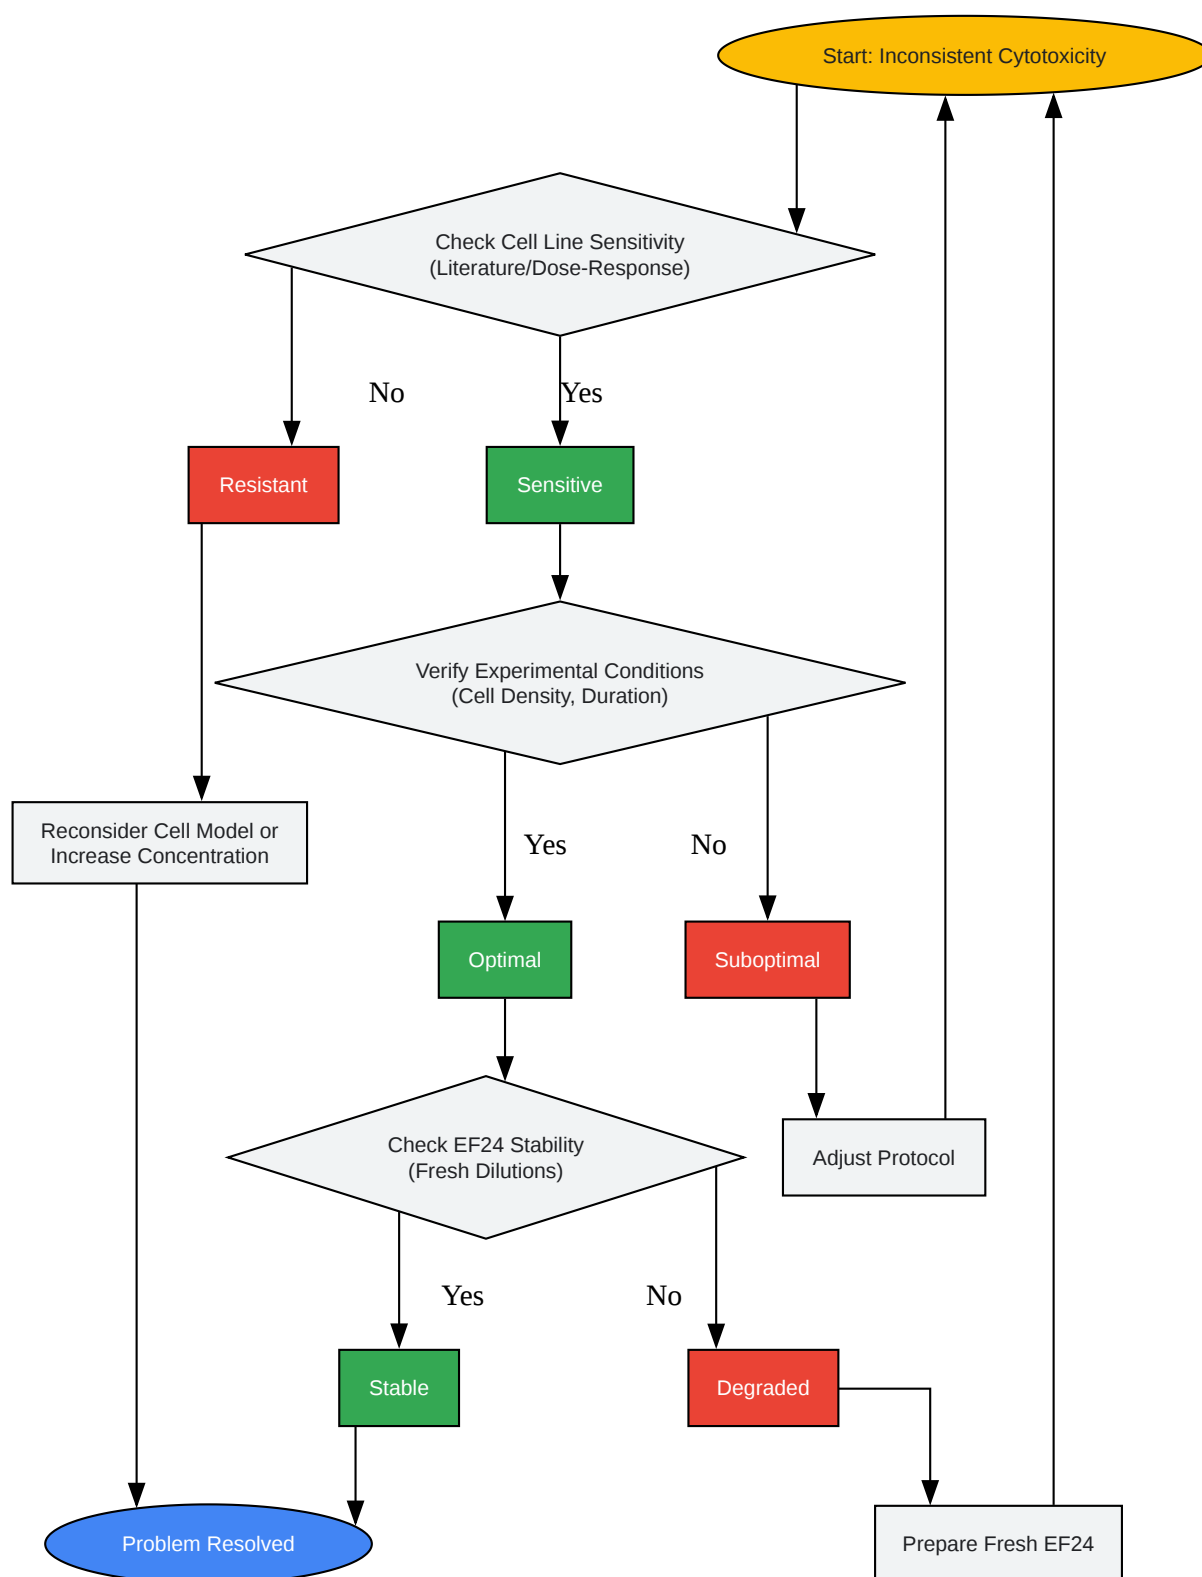 Start: Inconsistent Cytotoxicity
Check Cell Line Sensitivity
(Literature/Dose-Response)
No
Yes
Resistant
Sensitive
Verify Experimental Conditions
(Cell Density, Duration)
Reconsider Cell Model or
Increase Concentration
Yes
No
Optimal
Suboptimal
Check EF24 Stability
(Fresh Dilutions)
Adjust Protocol
Yes
No
Stable
Degraded
Problem Resolved
Prepare Fresh EF24